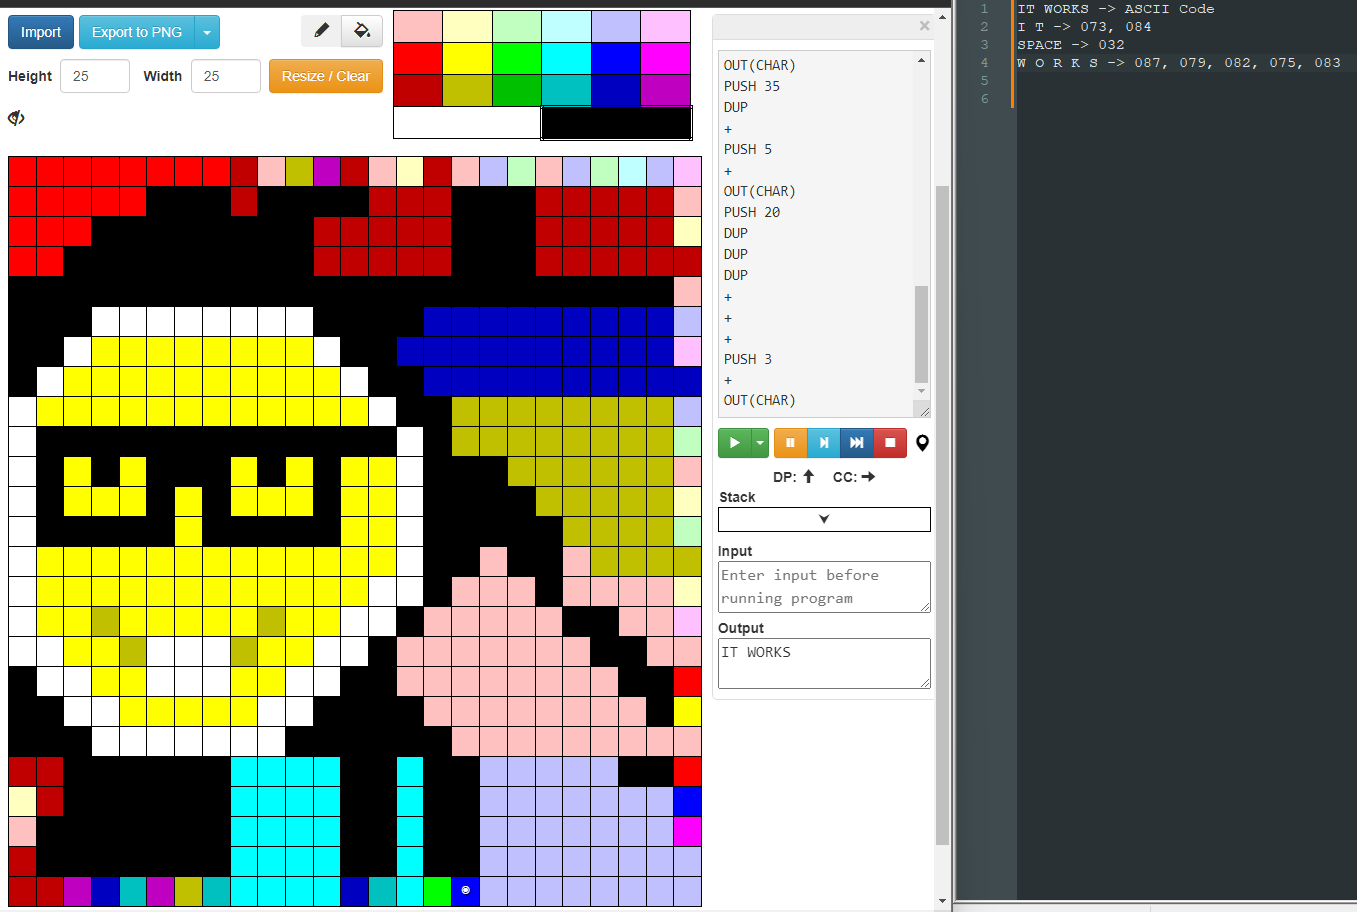 Import
Export to PNG
Height
25
Width
25
Resize / Clear
×
OUT(CHAR)
PUSH 35
DUP
+
PUSH 5
+
OUT(CHAR)
PUSH 20
DUP
DUP
DUP
+
+
+
PUSH 3
+
OUT(CHAR)
DP:
CC:
Stack
Input
Enter input before
running program
Output
IT WORKS
1 IT WORKS -> ASCII Code
2 I T -> 073, 084
3 SPACE -> 032
4 W O R K S -> 087, 079, 082, 075, 083
5
6